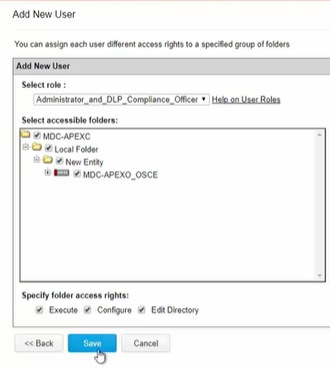 Add New User
You can assign each user different access rights to a specified group of folders
Add New User
Select role :
Administrator_and_DLP_Compliance_Officer Help on User Roles
Select accessible folders:
MDC-APEXC
Local Folder
New Entity
MDC-APEXO_OSCE
Specify folder access rights:
Execute Configure Edit Directory
<< Back Save Cancel